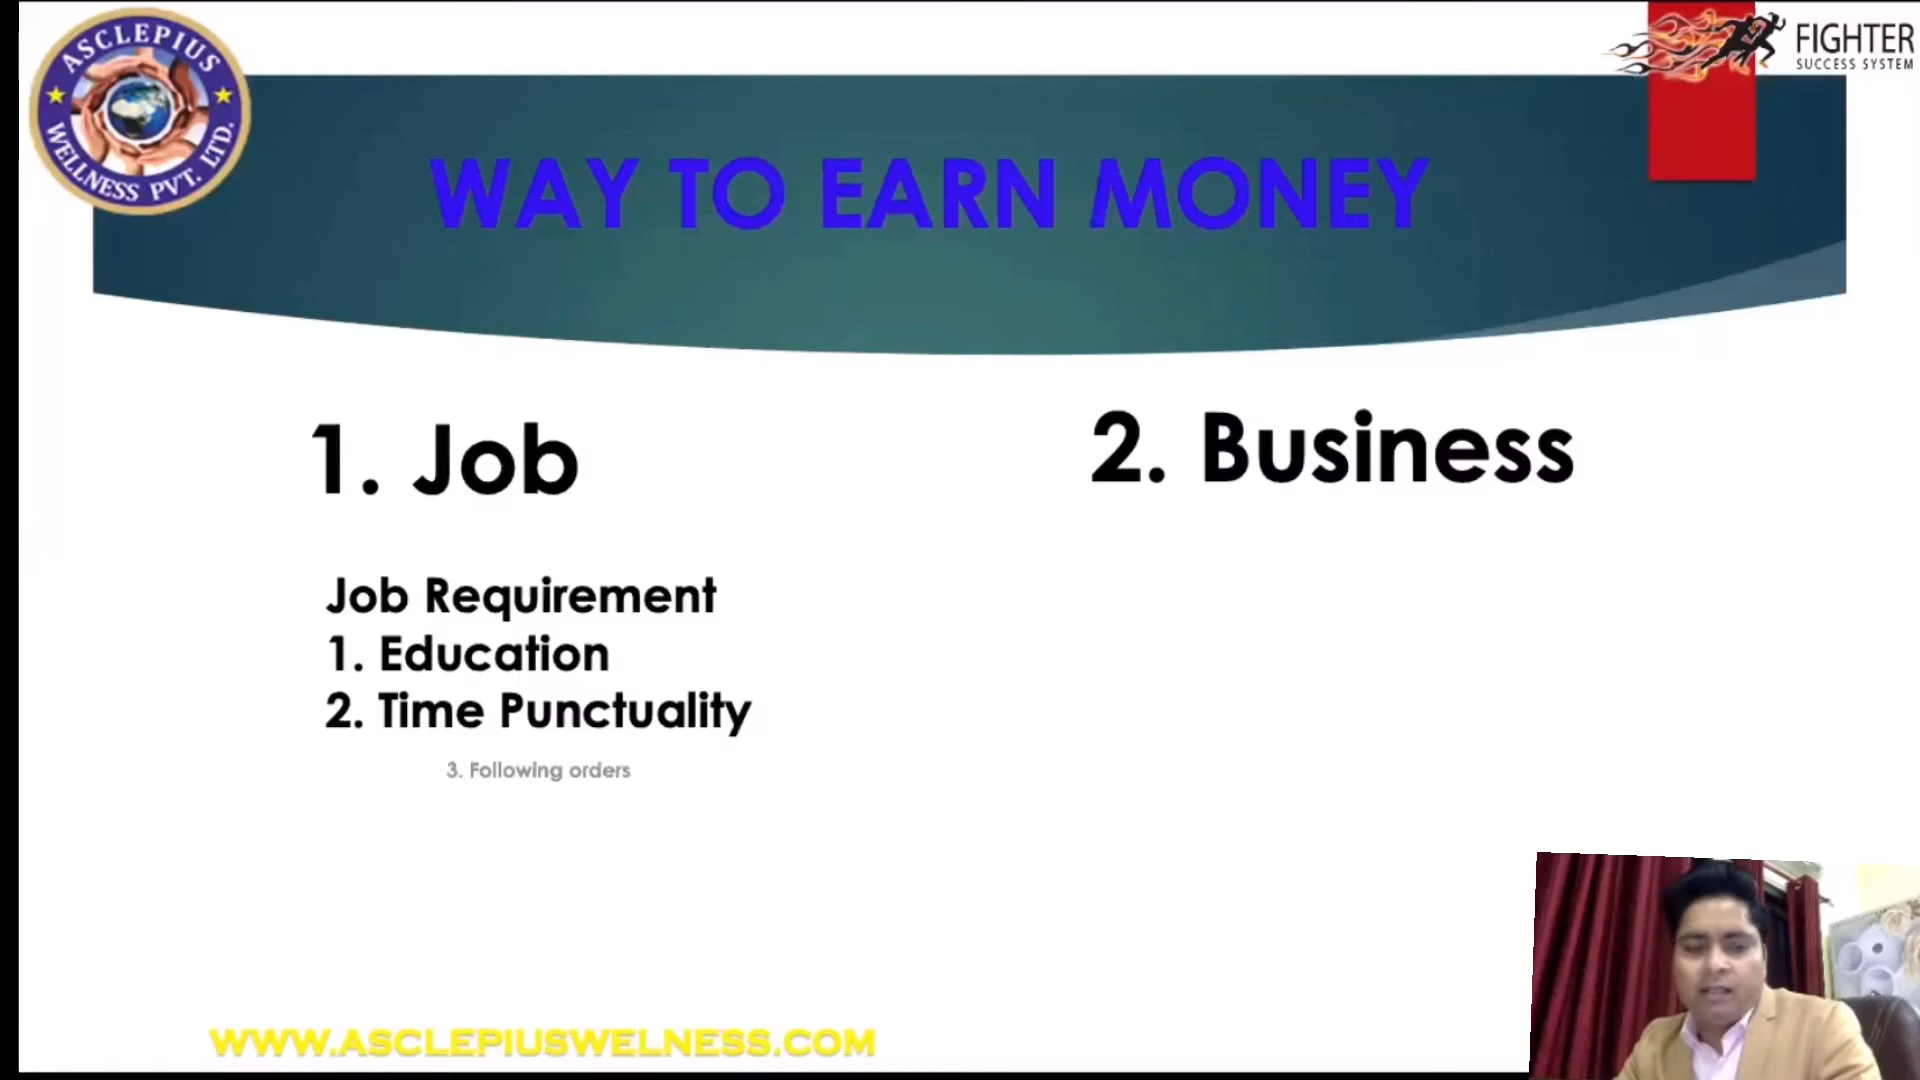 ASCLEPIUS
WELLNESS PVT. LTD.
FIGHTER
SUCCESS SYSTEM
WAY TO EARN MONEY
1. Job
2. Business
Job Requirement
1. Education
2. Time Punctuality
3. Following orders
WWW.ASCLEPIUSWELNESS.COM